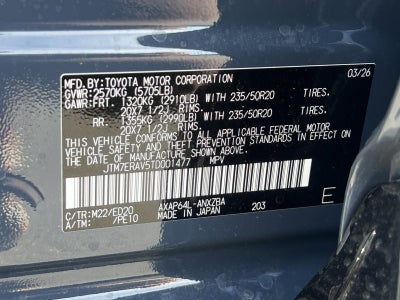 MFD. BY: TOYOTA MOTOR CORPORATION 03/26
GVWR: 2570KG (5705LB)
GAWR: FRT. 1320KG (2910LB) WITH 235/50R20
20X7 1/2J RIMS.
RR. 1355KG (2990LB) WITH 235/50R20
20X7 1/2J RIMS.
THIS VEHICLE CONFORMS TO ALL APPLICABLE FEDERAL MOTOR
VEHICLE SAFETY, BUMPER, AND THEFT PREVENTION STANDARDS
IN EFFECT ON THE DATE OF MANUFACTURE SHOWN ABOVE.
JTM7ERAV5TD001477 MPV
C/TR: M22/ED20 AXAP64L-ANXZBA
A/TM: /PE10 MADE IN JAPAN 203 E